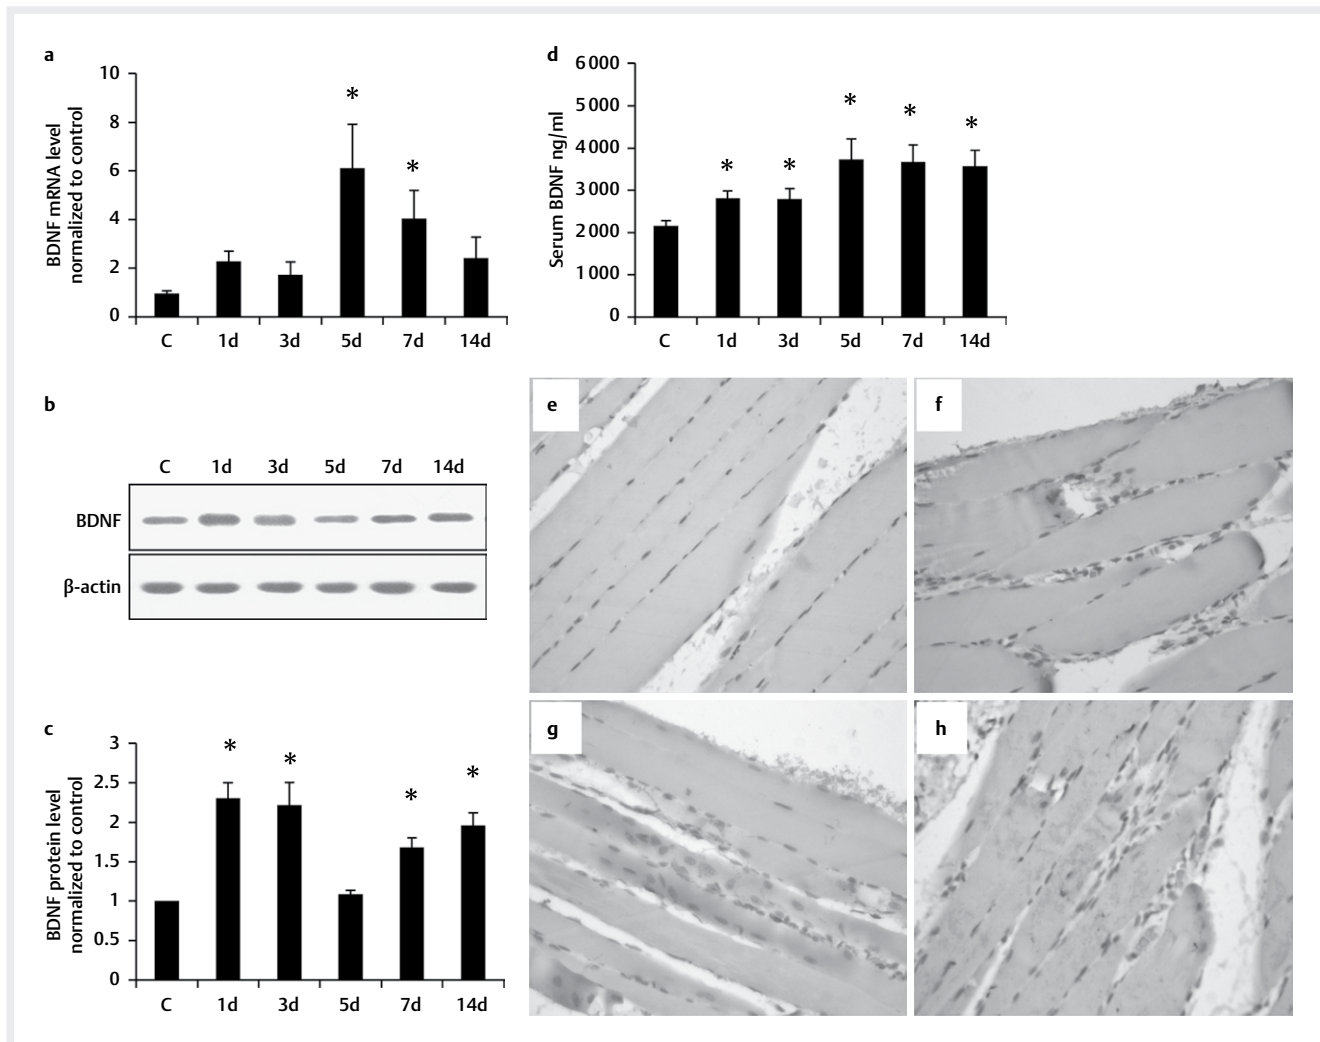 a
BDNF mRNA level
normalized to control
10
8
6
4
2
0
*
*
C 1d 3d 5d 7d 14d
b
C 1d 3d 5d 7d 14d
BDNF
β-actin
c
BDNF protein level
normalized to control
3
2.5
2
1.5
1
0.5
0
*
*
*
*
C 1d 3d 5d 7d 14d
d
Serum BDNF ng/ml
6 000
5 000
4 000
3 000
2 000
1 000
0
*
*
*
*
*
C 1d 3d 5d 7d 14d
e
f
g
h